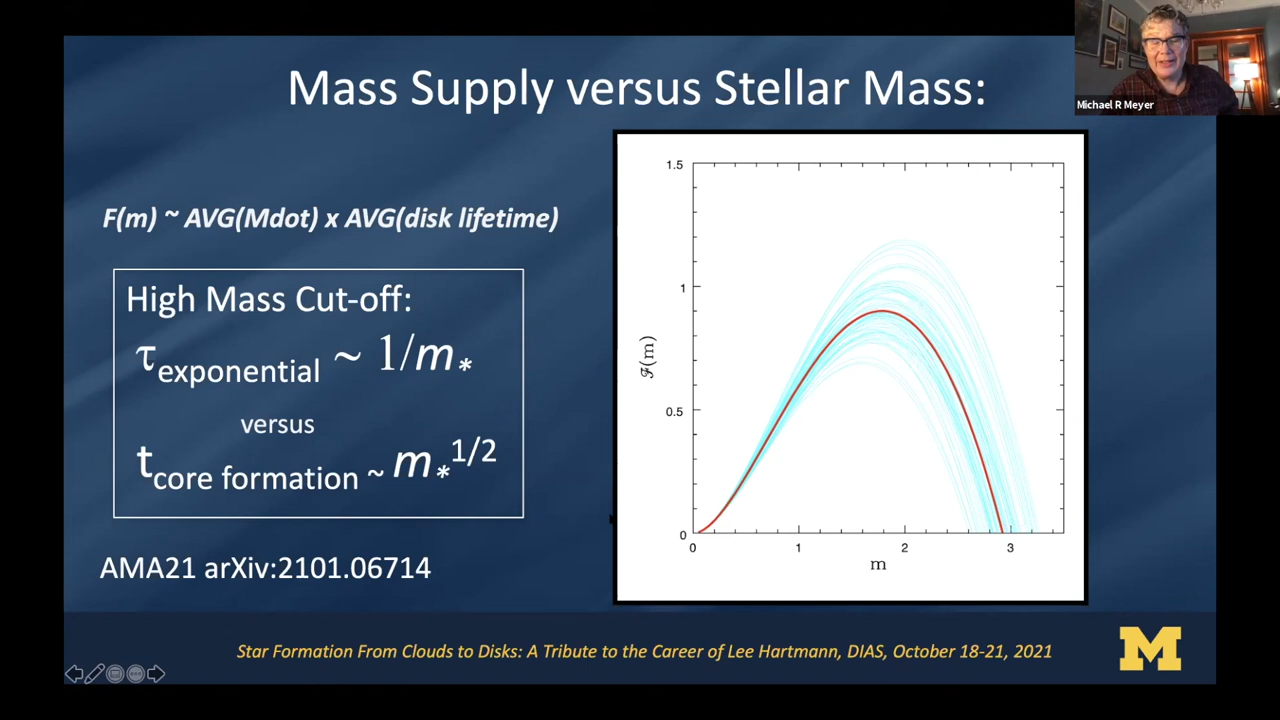 Mass Supply versus Stellar Mass:
Michael R Meyer
F(m) ~ AVG(Mdot) x AVG(disk lifetime)
High Mass Cut-off:
τexponential ~ 1/m*
versus
tcore formation ~ m*1/2
AMA21 arXiv:2101.06714
1.5
1
0.5
0
ℱ(m)
0 1 2 3
m
Star Formation From Clouds to Disks: A Tribute to the Career of Lee Hartmann, DIAS, October 18-21, 2021
M